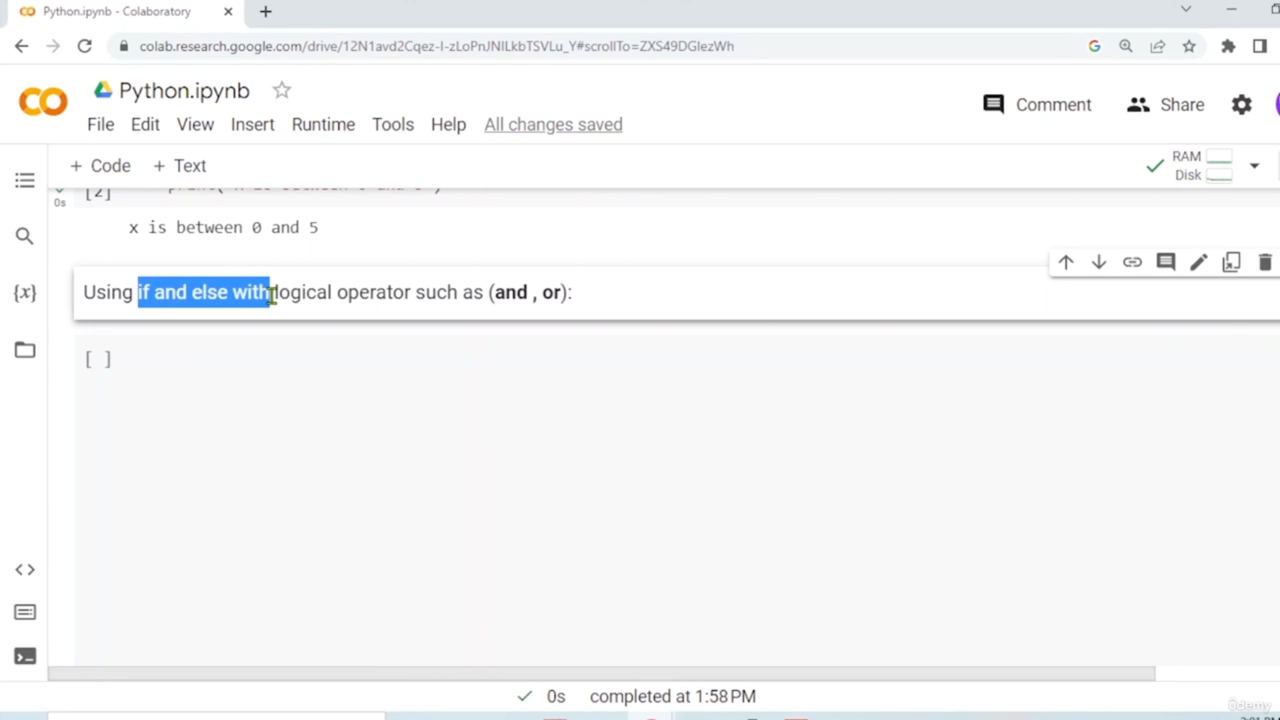 Python.ipynb - Colaboratory
colab.research.google.com/drive/12N1avd2Cqez-I-zLoPnJNILkbTSVLu_Y#scrollTo=ZXS49DGlezWh
Python.ipynb
Comment Share
File Edit View Insert Runtime Tools Help All changes saved
+ Code + Text
RAM
Disk
[2]
0s
x is between 0 and 5
Using if and else with logical operator such as (and , or):
{x}
[ ]
0s completed at 1:58 PM
ûdemy